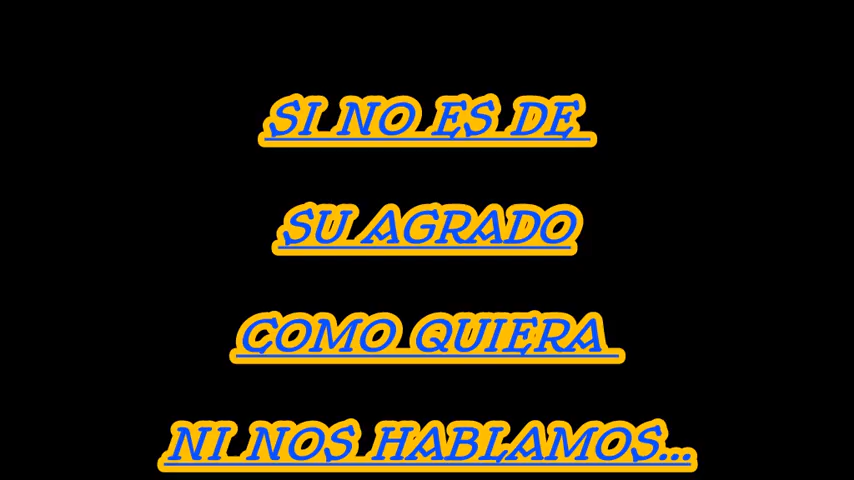 SI NO ES DE
SU AGRADO
COMO QUIERA
NI NOS HABLAMOS...